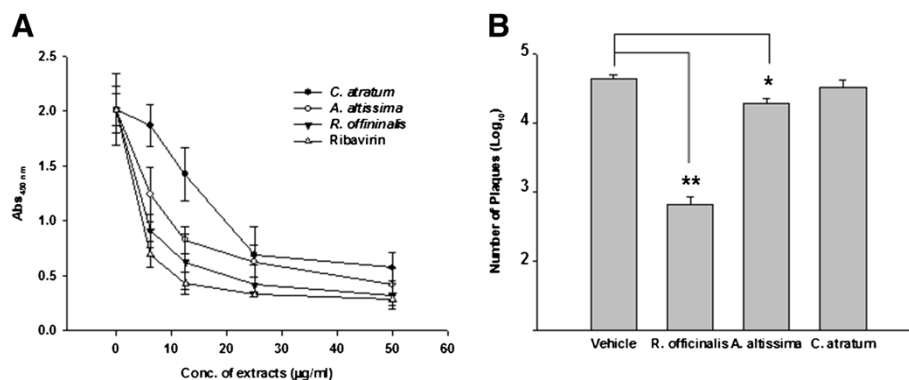 A
2.5
2.0
1.5
1.0
0.5
0.0
Abs450 nm
C. atratum
A. altissima
R. offininalis
Ribavirin
0 10 20 30 40 50 60
Conc. of extracts (µg/ml)
B
5
4
3
2
Number of Plaques (Log10)
*
**
Vehicle R. officinalis A. altissima C. atratum